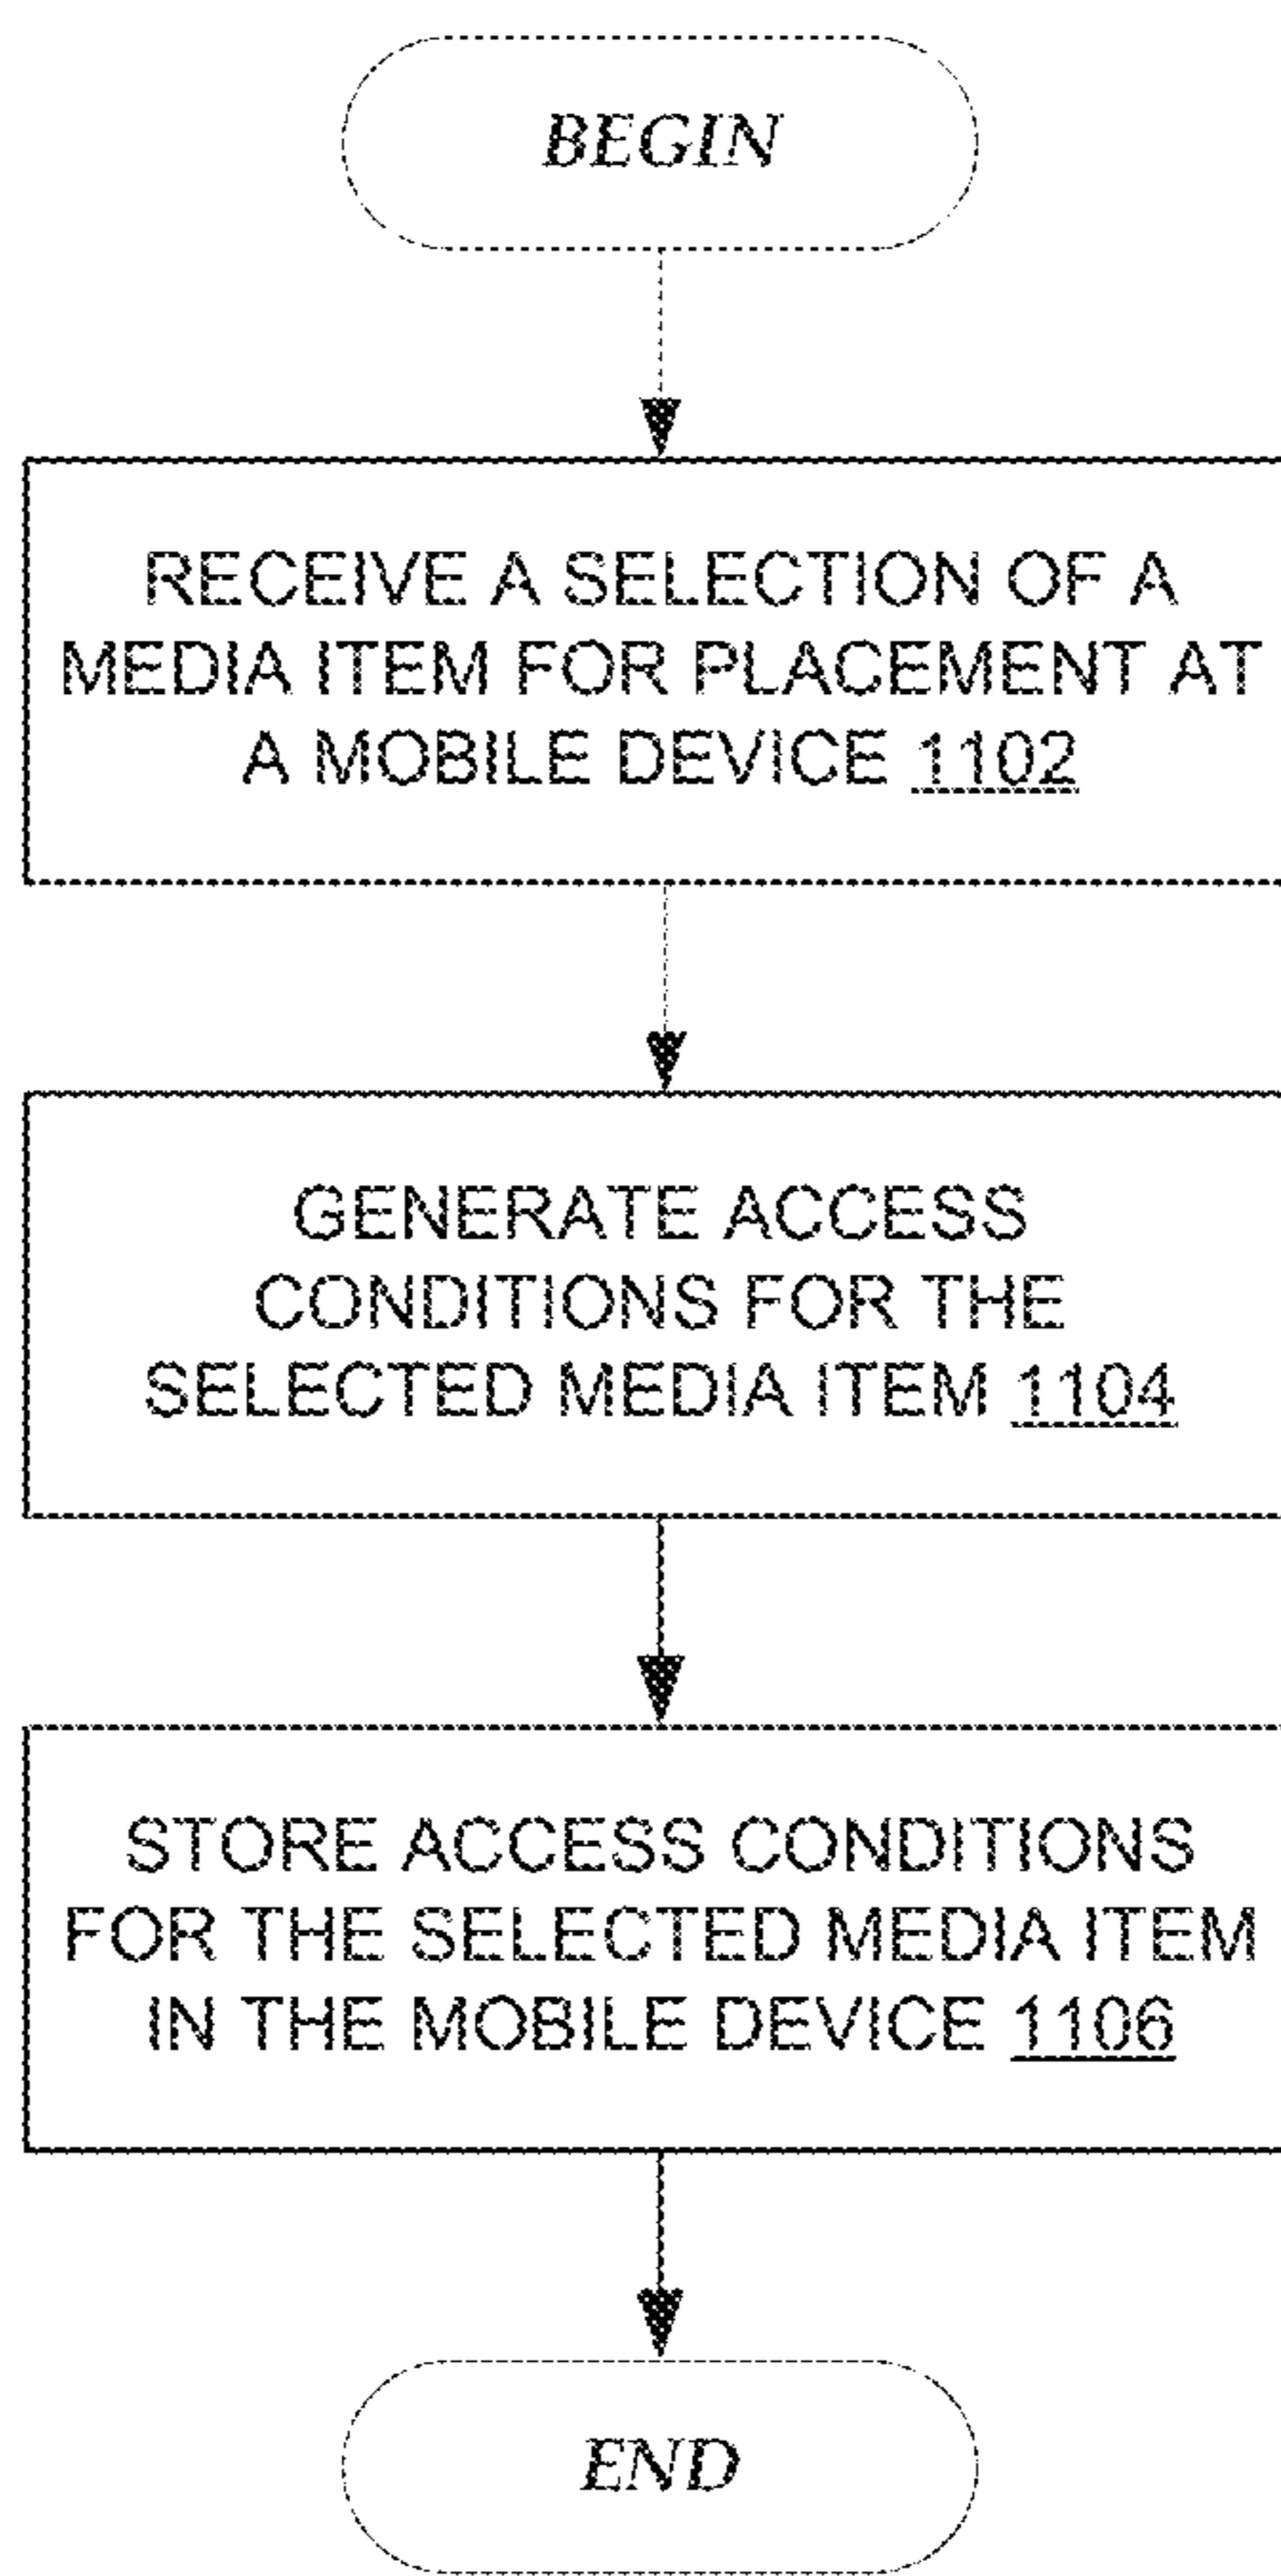 BEGIN
RECEIVE A SELECTION OF A
MEDIA ITEM FOR PLACEMENT AT
A MOBILE DEVICE 1102
GENERATE ACCESS
CONDITIONS FOR THE
SELECTED MEDIA ITEM 1104
STORE ACCESS CONDITIONS
FOR THE SELECTED MEDIA ITEM
IN THE MOBILE DEVICE 1106
END